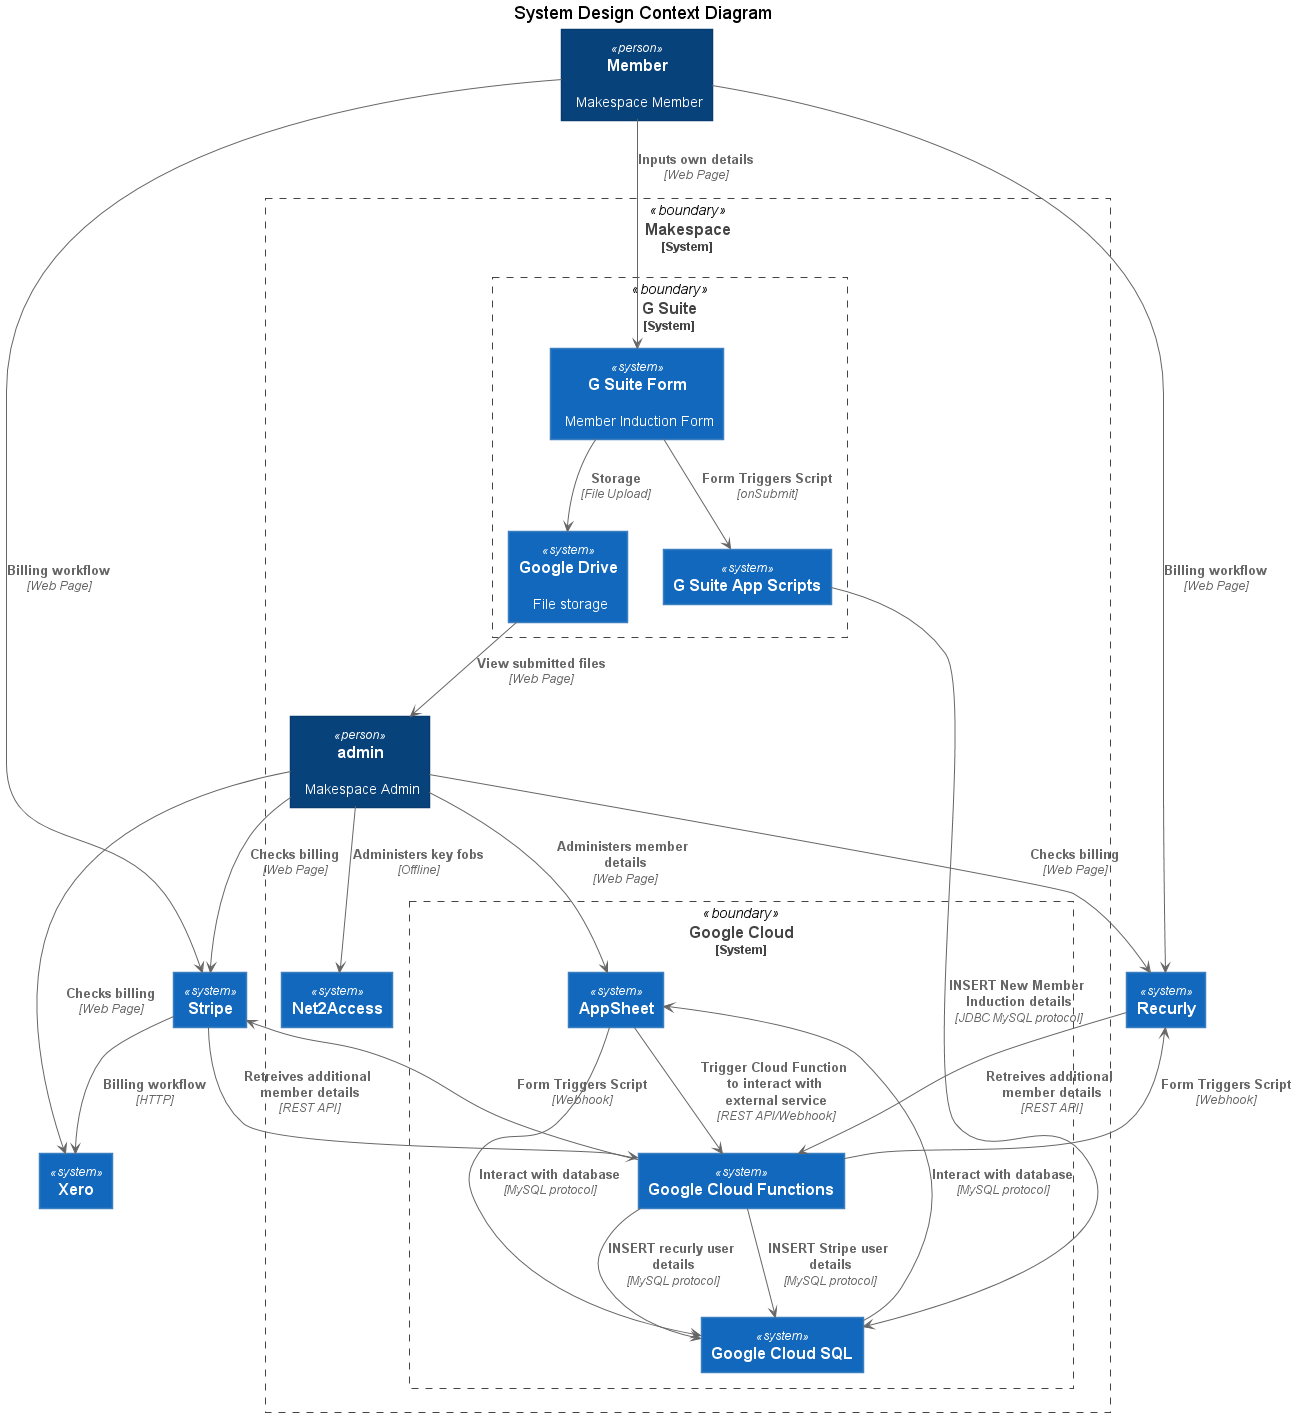 System Design Context Diagram
«person»
Member
Makespace Member
Inputs own details
[Web Page]
«boundary»
Makespace
[System]
«boundary»
G Suite
[System]
«system»
G Suite Form
Member Induction Form
Storage
[File Upload]
Form Triggers Script
[onSubmit]
«system»
Google Drive
File storage
«system»
G Suite App Scripts
Billing workflow
[Web Page]
Billing workflow
[Web Page]
View submitted files
[Web Page]
«person»
admin
Makespace Admin
Checks billing
[Web Page]
Administers key fobs
[Offline]
Administers member
details
[Web Page]
Checks billing
[Web Page]
«boundary»
Google Cloud
[System]
Checks billing
[Web Page]
«system»
Stripe
«system»
Net2Access
«system»
AppSheet
INSERT New Member
Induction details
[JDBC MySQL protocol]
«system»
Recurly
Billing workflow
[HTTP]
Retreives additional
member details
[REST API]
Form Triggers Script
[Webhook]
Trigger Cloud Function
to interact with
external service
[REST API/Webhook]
Retreives additional
member details
[REST API]
Form Triggers Script
[Webhook]
«system»
Xero
Interact with database
[MySQL protocol]
«system»
Google Cloud Functions
Interact with database
[MySQL protocol]
INSERT recurly user
details
[MySQL protocol]
INSERT Stripe user
details
[MySQL protocol]
«system»
Google Cloud SQL